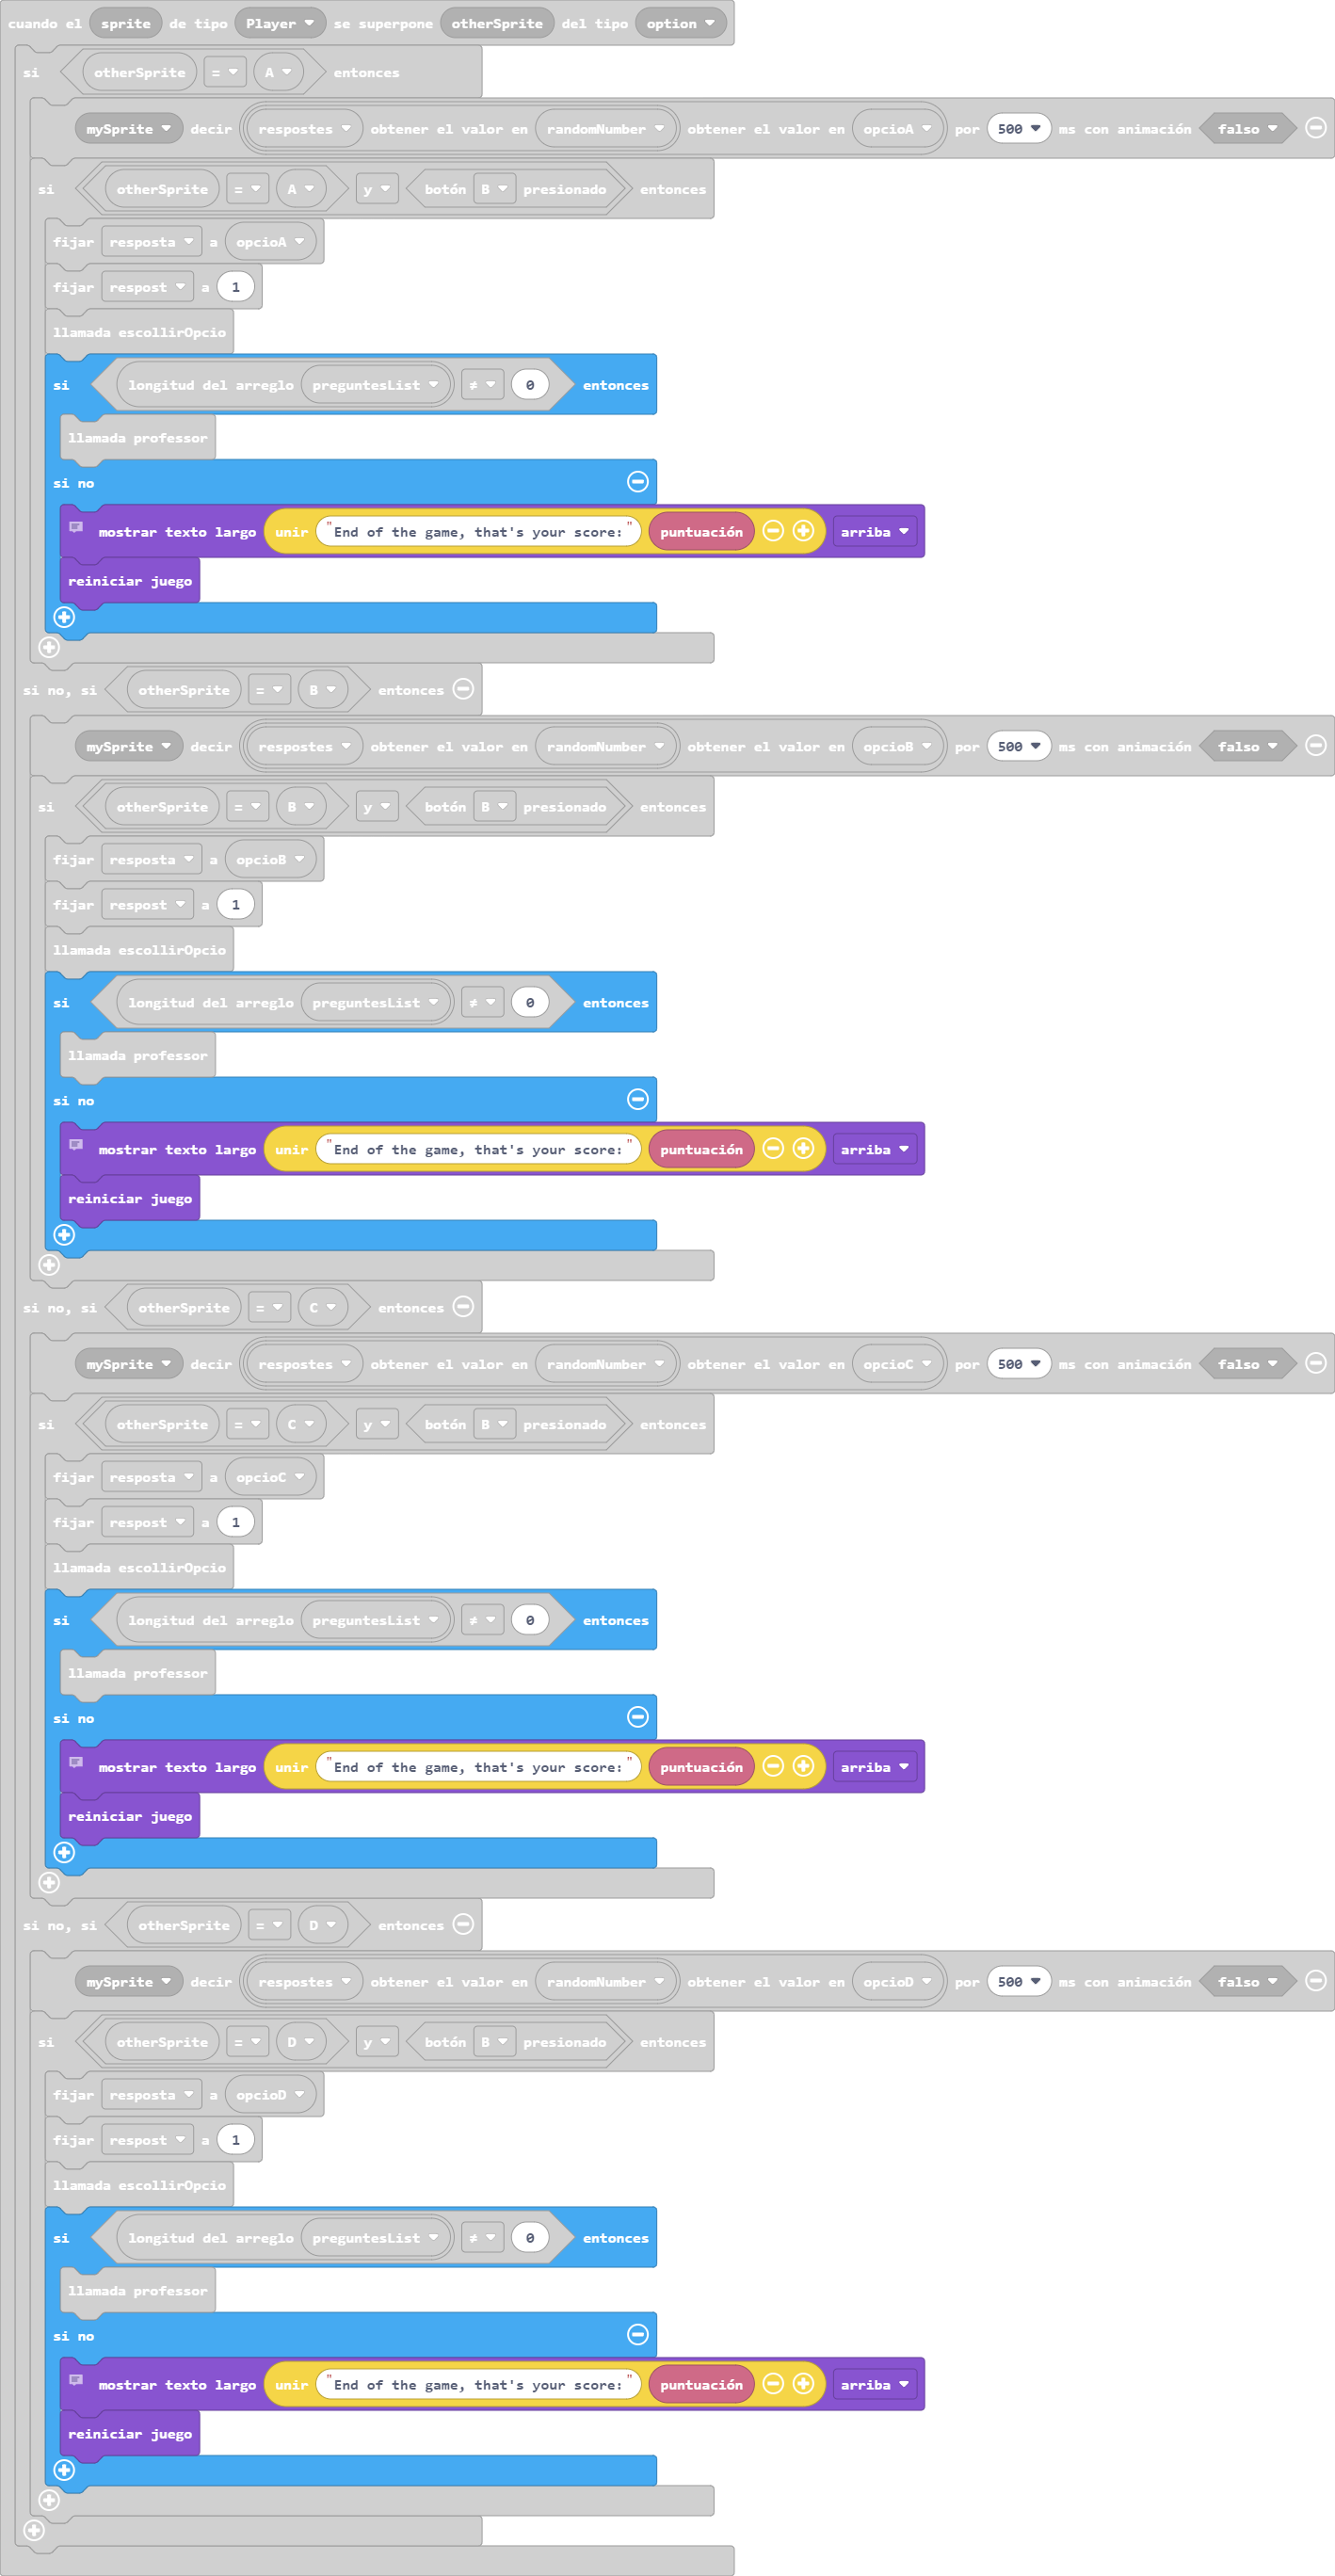 cuando el sprite de tipo Player se superpone otherSprite del tipo option
si otherSprite = A entonces
mySprite decir respostes obtener el valor en randomNumber obtener el valor en opcioA por 500 ms con animación falso
si otherSprite = A y botón B presionado entonces
fijar resposta a opcioA
fijar respost a 1
llamada escollirOpcio
si longitud del arreglo preguntesList ≠ 0 entonces
llamada professor
si no
mostrar texto largo unir "End of the game, that's your score:" puntuación arriba
reiniciar juego
si no, si otherSprite = B entonces
mySprite decir respostes obtener el valor en randomNumber obtener el valor en opcioB por 500 ms con animación falso
si otherSprite = B y botón B presionado entonces
fijar resposta a opcioB
fijar respost a 1
llamada escollirOpcio
si longitud del arreglo preguntesList ≠ 0 entonces
llamada professor
si no
mostrar texto largo unir "End of the game, that's your score:" puntuación arriba
reiniciar juego
si no, si otherSprite = C entonces
mySprite decir respostes obtener el valor en randomNumber obtener el valor en opcioC por 500 ms con animación falso
si otherSprite = C y botón B presionado entonces
fijar resposta a opcioC
fijar respost a 1
llamada escollirOpcio
si longitud del arreglo preguntesList ≠ 0 entonces
llamada professor
si no
mostrar texto largo unir "End of the game, that's your score:" puntuación arriba
reiniciar juego
si no, si otherSprite = D entonces
mySprite decir respostes obtener el valor en randomNumber obtener el valor en opcioD por 500 ms con animación falso
si otherSprite = D y botón B presionado entonces
fijar resposta a opcioD
fijar respost a 1
llamada escollirOpcio
si longitud del arreglo preguntesList ≠ 0 entonces
llamada professor
si no
mostrar texto largo unir "End of the game, that's your score:" puntuación arriba
reiniciar juego